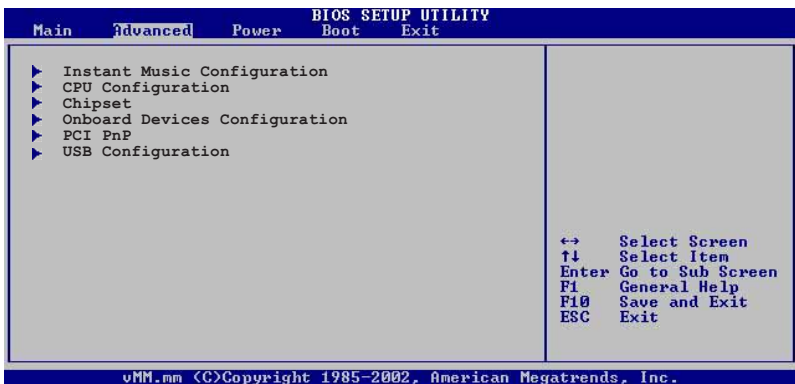 BIOS SETUP UTILITY
Main Advanced Power Boot Exit
Instant Music Configuration
CPU Configuration
Chipset
Onboard Devices Configuration
PCI PnP
USB Configuration
←→ Select Screen
↑↓ Select Item
Enter Go to Sub Screen
F1 General Help
F10 Save and Exit
ESC Exit
vMM.mm (C)Copyright 1985-2002, American Megatrends, Inc.